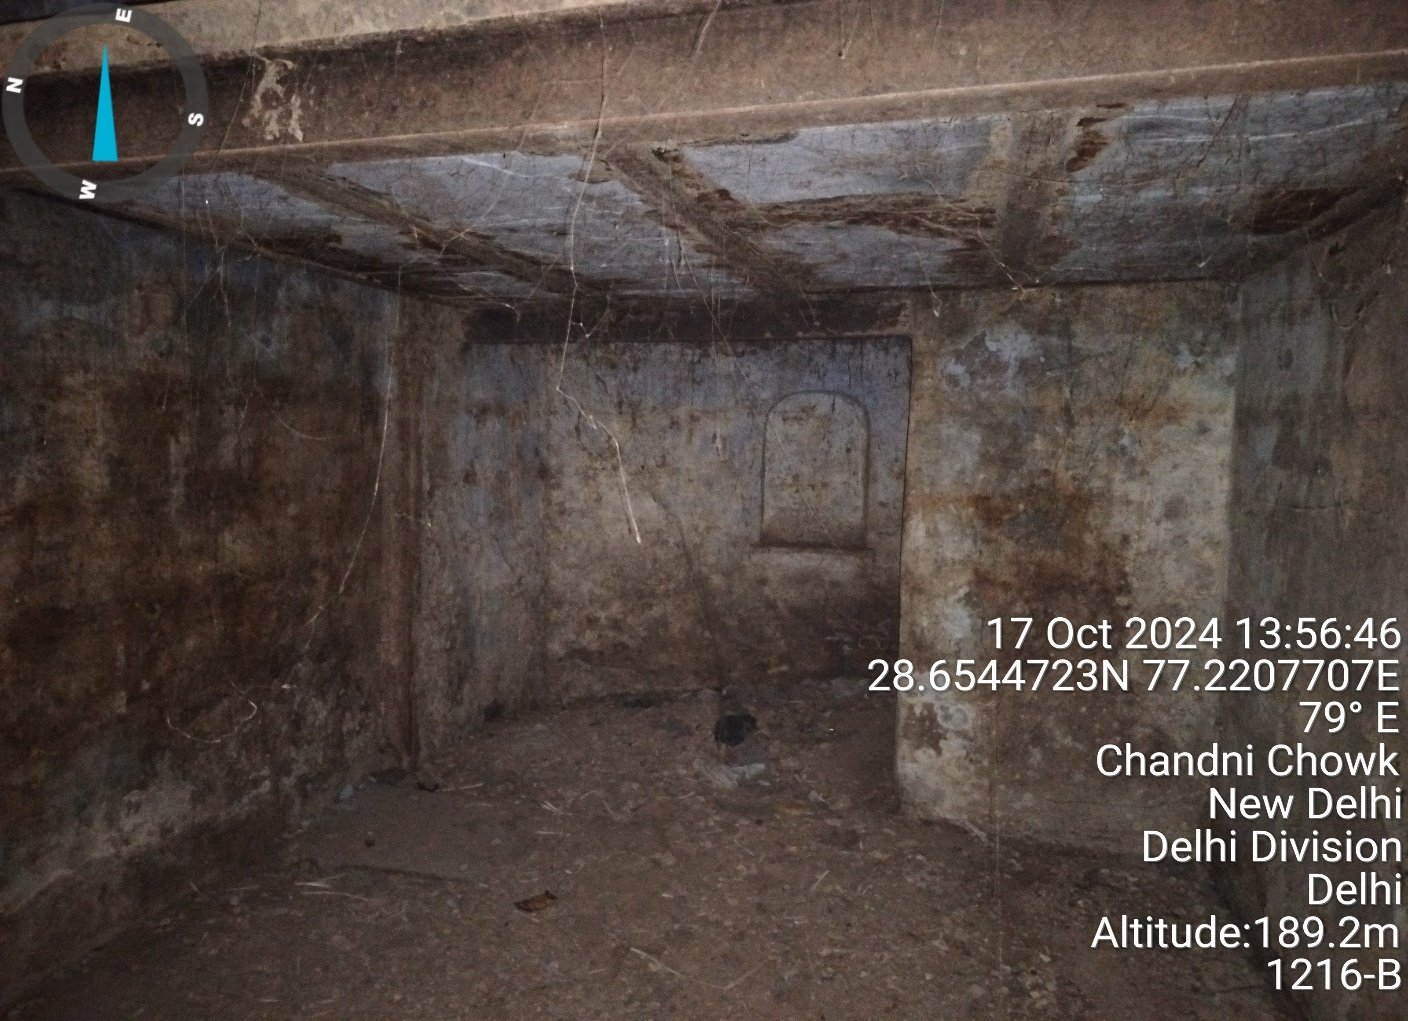 E
N
S
W
17 Oct 2024 13:56:46
28.6544723N 77.2207707E
79° E
Chandni Chowk
New Delhi
Delhi Division
Delhi
Altitude:189.2m
1216-B